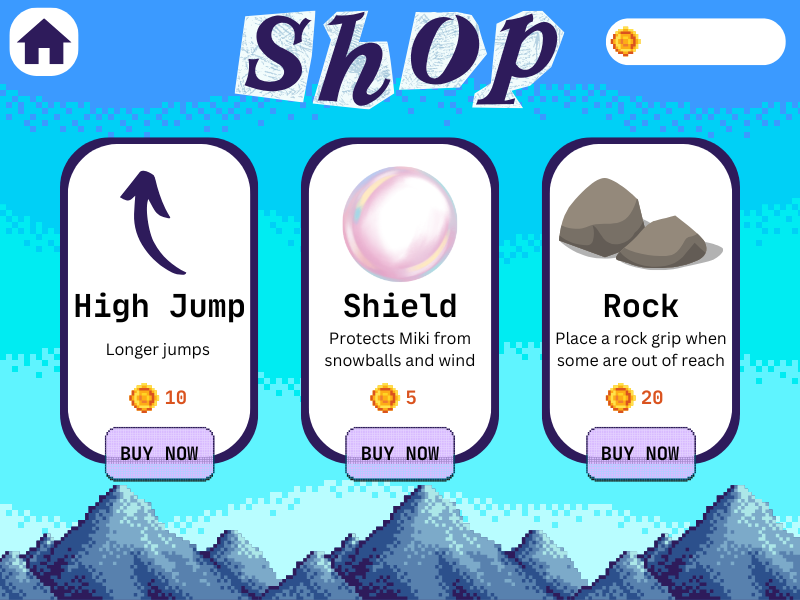 Shop
High Jump
Longer jumps
10
BUY NOW
Shield
Protects Miki from
snowballs and wind
5
BUY NOW
Rock
Place a rock grip when
some are out of reach
20
BUY NOW